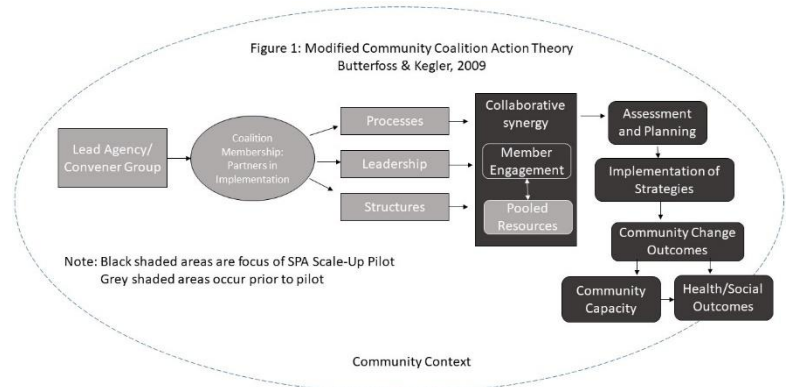 Figure 1: Modified Community Coalition Action Theory
Butterfoss & Kegler, 2009
Lead Agency/
Convener Group
Coalition
Membership:
Partners in
Implementation
Processes
Leadership
Structures
Collaborative
synergy
Member
Engagement
Pooled
Resources
Assessment
and Planning
Implementation of
Strategies
Community Change
Outcomes
Community
Capacity
Health/Social
Outcomes
Note: Black shaded areas are focus of SPA Scale-Up Pilot
Grey shaded areas occur prior to pilot
Community Context